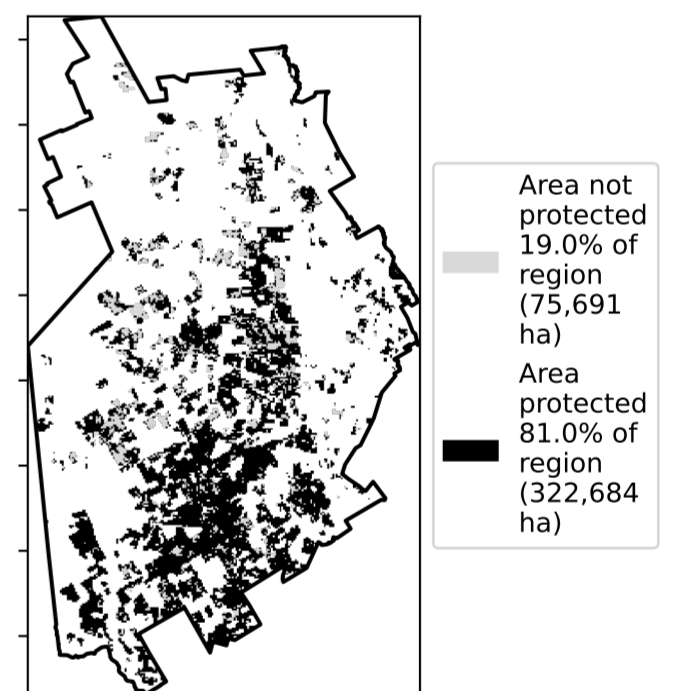 Area not
protected
19.0% of
region
(75,691
ha)
Area
protected
81.0% of
region
(322,684
ha)